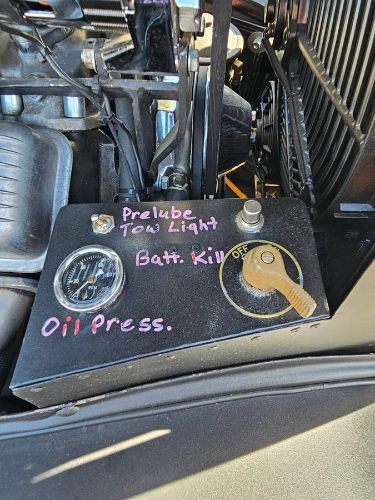 Prelube
Tow Light
Batt. Kill
OFF
Oil Press.